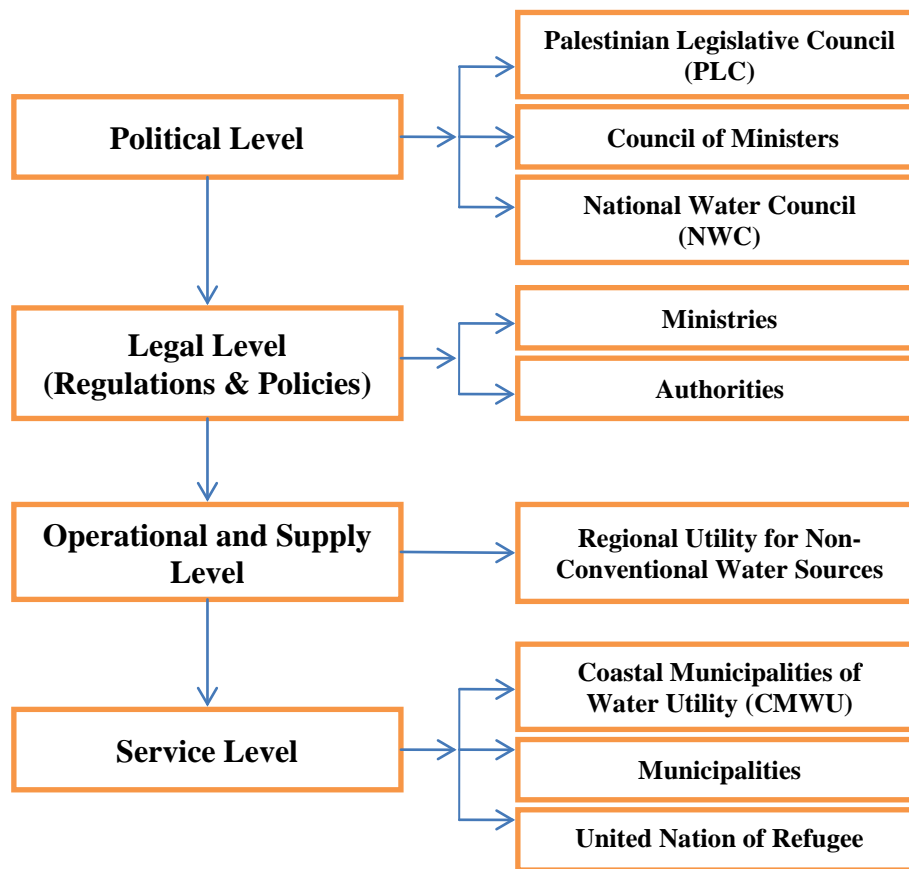 Palestinian Legislative Council
(PLC)
Political Level
Council of Ministers
National Water Council
(NWC)
Legal Level
(Regulations & Policies)
Ministries
Authorities
Operational and Supply
Level
Regional Utility for Non-
Conventional Water Sources
Coastal Municipalities of
Water Utility (CMWU)
Service Level
Municipalities
United Nation of Refugee